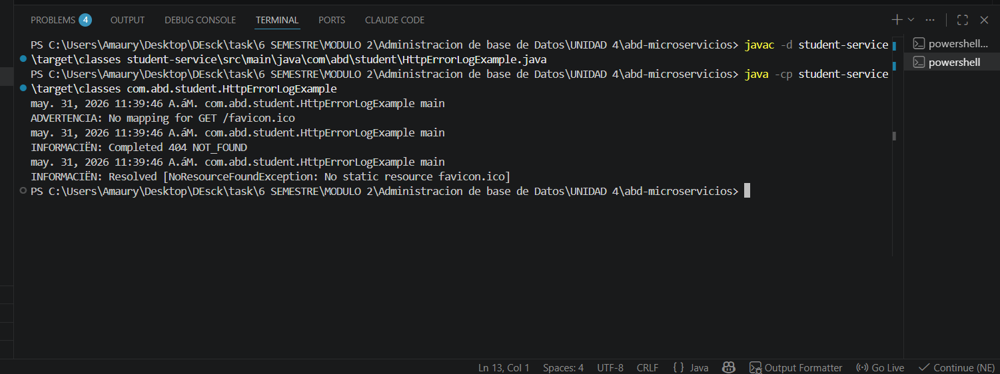 PROBLEMS 4 OUTPUT DEBUG CONSOLE TERMINAL PORTS CLAUDE CODE
PS C:\Users\Amaury\Desktop\DEsck\task\6 SEMESTRE\MODULO 2\Administracion de base de Datos\UNIDAD 4\abd-microservicios> javac -d student-service
\target\classes student-service\src\main\java\com\abd\student\HttpErrorLogExample.java
PS C:\Users\Amaury\Desktop\DEsck\task\6 SEMESTRE\MODULO 2\Administracion de base de Datos\UNIDAD 4\abd-microservicios> java -cp student-service
\target\classes com.abd.student.HttpErrorLogExample
may. 31, 2026 11:39:46 A.áM. com.abd.student.HttpErrorLogExample main
ADVERTENCIA: No mapping for GET /favicon.ico
may. 31, 2026 11:39:46 A.áM. com.abd.student.HttpErrorLogExample main
INFORMACIËN: Completed 404 NOT_FOUND
may. 31, 2026 11:39:46 A.áM. com.abd.student.HttpErrorLogExample main
INFORMACIËN: Resolved [NoResourceFoundException: No static resource favicon.ico]
PS C:\Users\Amaury\Desktop\DEsck\task\6 SEMESTRE\MODULO 2\Administracion de base de Datos\UNIDAD 4\abd-microservicios>
powershell...
powershell
Ln 13, Col 1 Spaces: 4 UTF-8 CRLF {} Java Output Formatter Go Live Continue (NE)